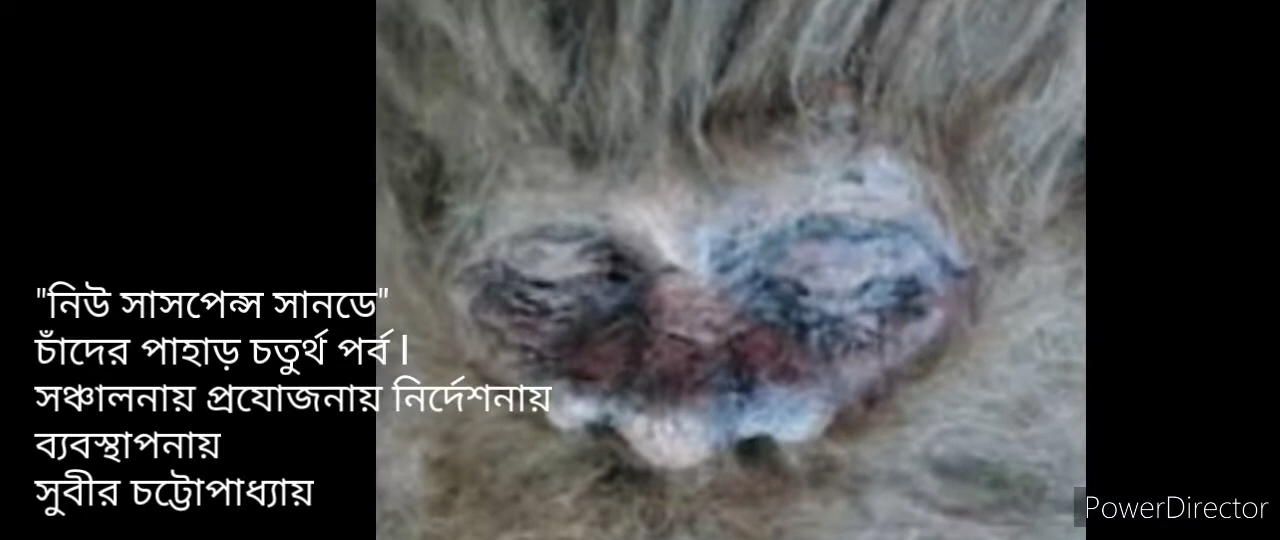 "নিউ সাসপেন্স সানডে"
চাঁদের পাহাড় চতুর্থ পর্ব।
সঞ্চালনায় প্রযোজনায় নির্দেশনায়
ব্যবস্থাপনায়
সুবীর চট্টোপাধ্যায়
PowerDirector